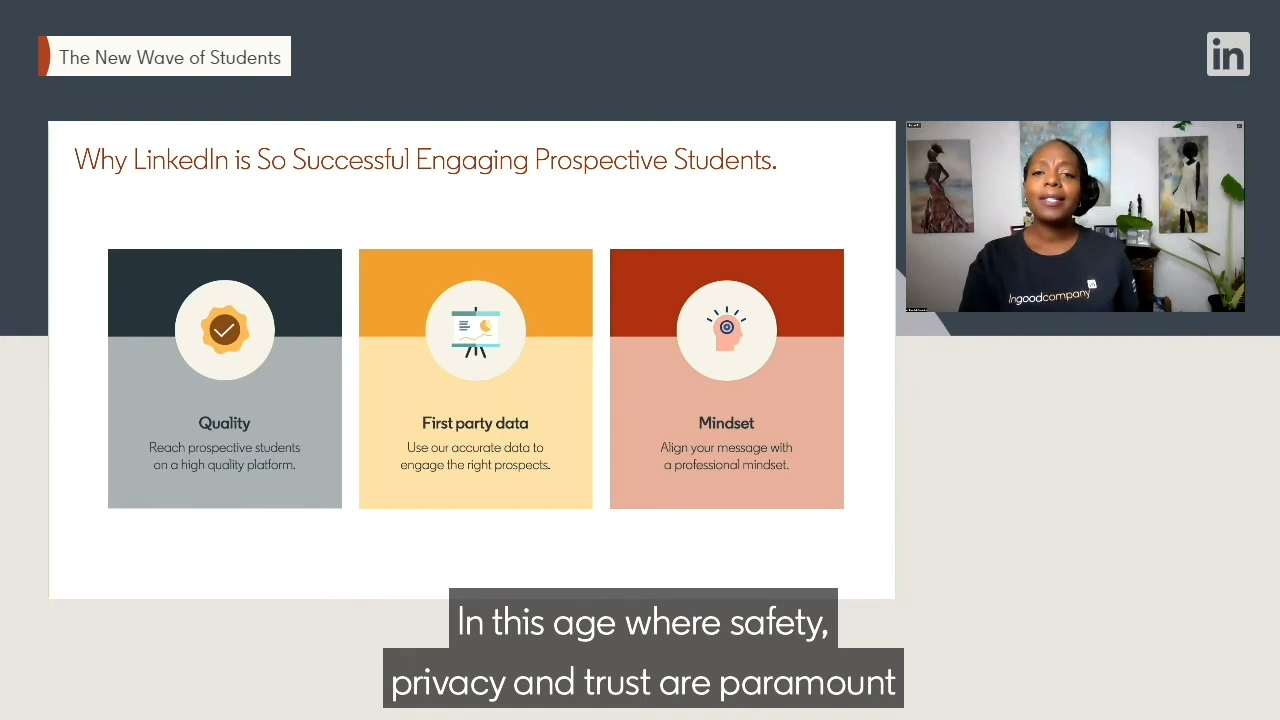 The New Wave of Students
in
Why LinkedIn is So Successful Engaging Prospective Students.
Ingoodcompany
in
Quality
Reach prospective students
on a high quality platform.
First party data
Use our accurate data to
engage the right prospects.
Mindset
Align your message with
a professional mindset.
In this age where safety,
privacy and trust are paramount